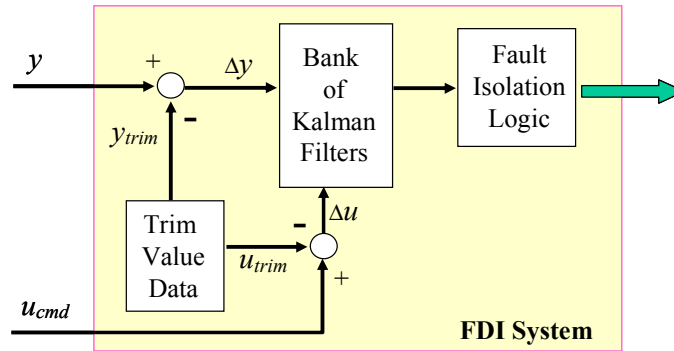 y
+
Δy
-
y_trim
Bank
of
Kalman
Filters
Fault
Isolation
Logic
Trim
Value
Data
Δu
-
u_trim
+
u_cmd
FDI System